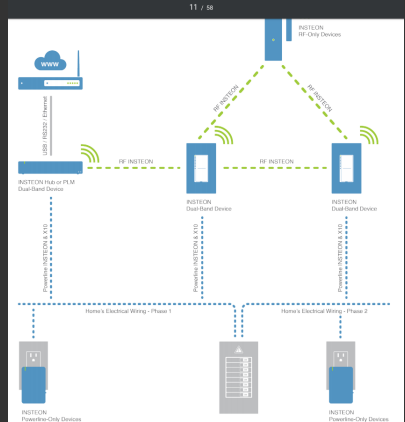 11 / 58
INSTEON
RF-Only Devices
www
RF INSTEON
RF INSTEON
USB / RS232 / Ethernet
RF INSTEON
RF INSTEON
INSTEON Hub or PLM
Dual-Band Device
INSTEON
Dual-Band Device
INSTEON
Dual-Band Device
Powerline INSTEON & X10
Powerline INSTEON & X10
Powerline INSTEON & X10
Home's Electrical Wiring - Phase 1
Home's Electrical Wiring - Phase 2
INSTEON
Powerline-Only Devices
INSTEON
Powerline-Only Devices